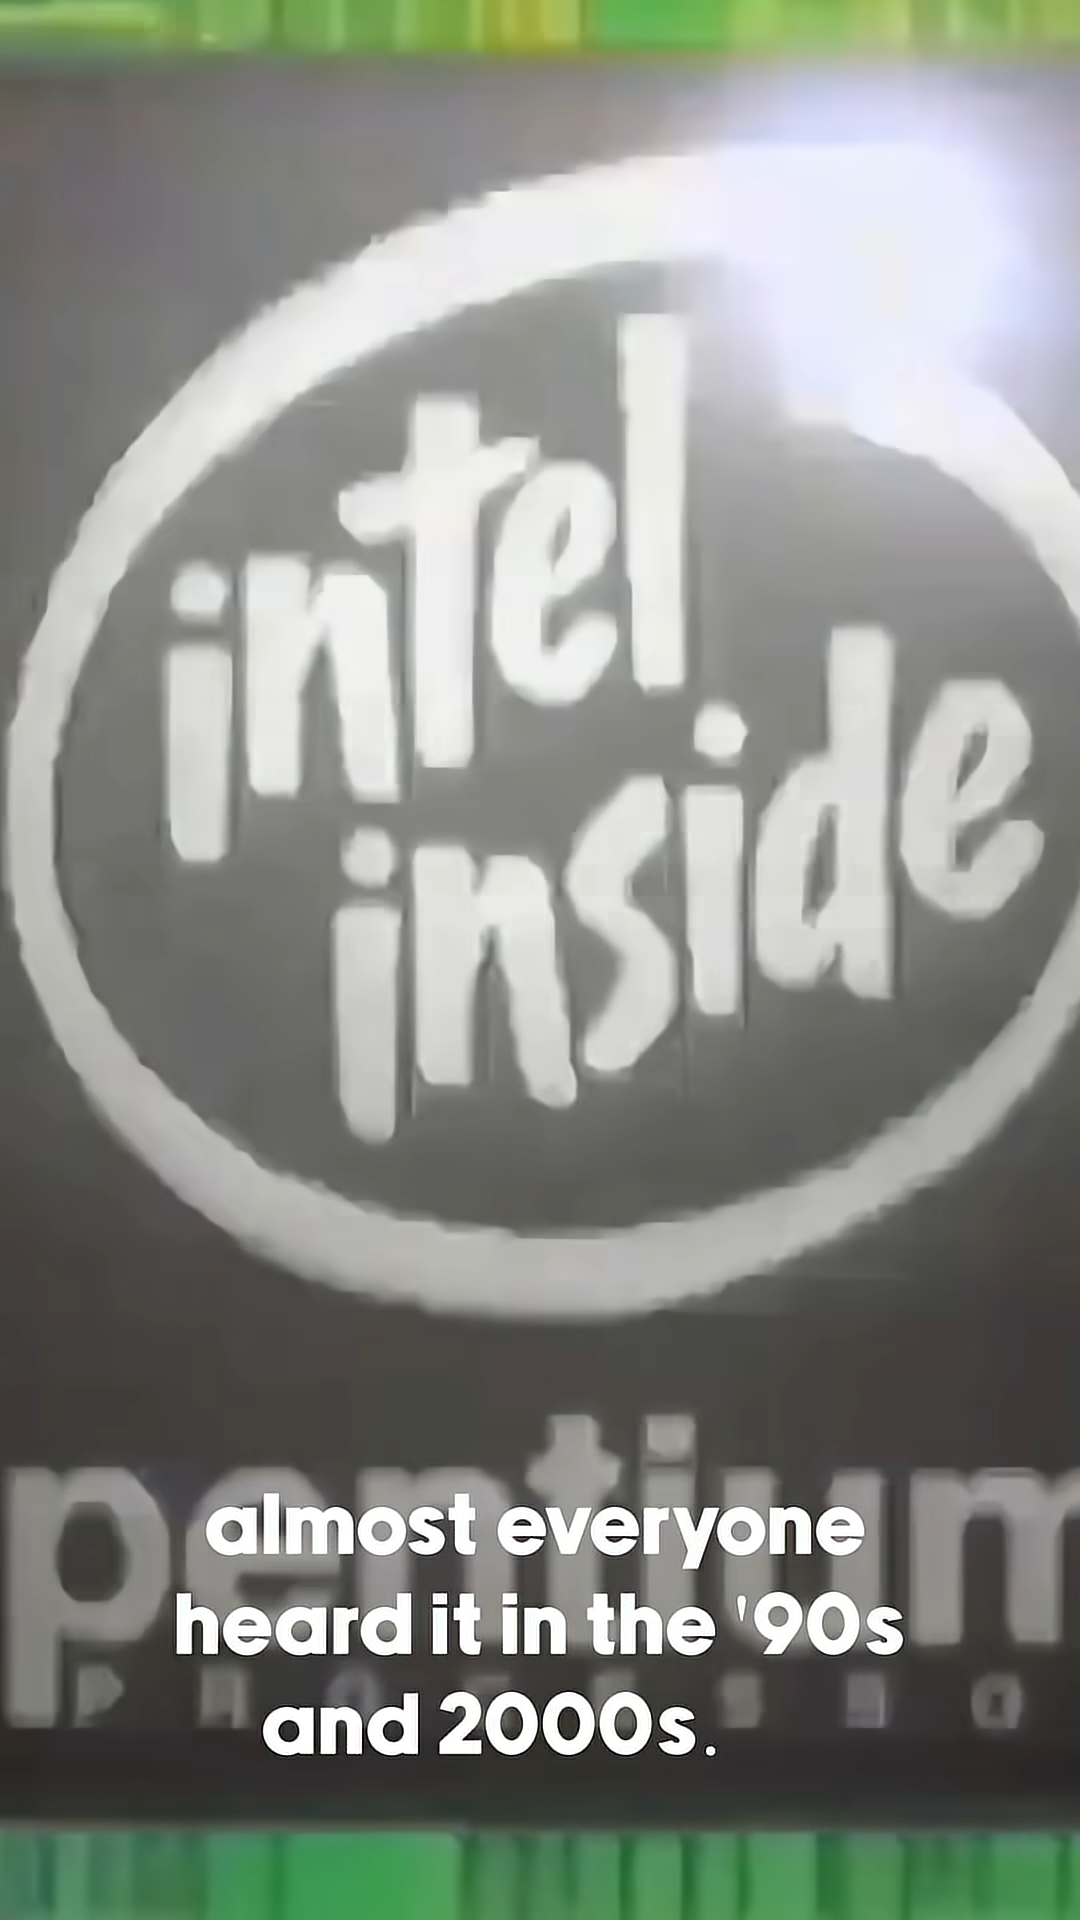 intel
inside
pentium
almost everyone
heard it in the '90s
and 2000s.